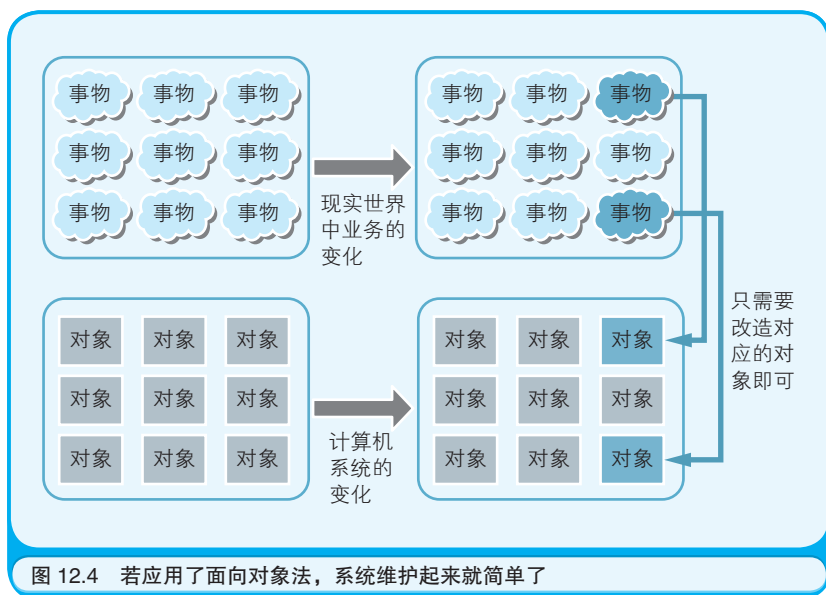 事物 事物 事物 事物 事物 事物
事物 事物 事物 事物 事物 事物
事物 事物 事物 事物 事物 事物
现实世界
中业务的
变化
只需要
改造对
应的对
象即可
对象 对象 对象 对象 对象 对象
对象 对象 对象 对象 对象 对象
对象 对象 对象 对象 对象 对象
计算机
系统的
变化
图 12.4 若应用了面向对象法，系统维护起来就简单了